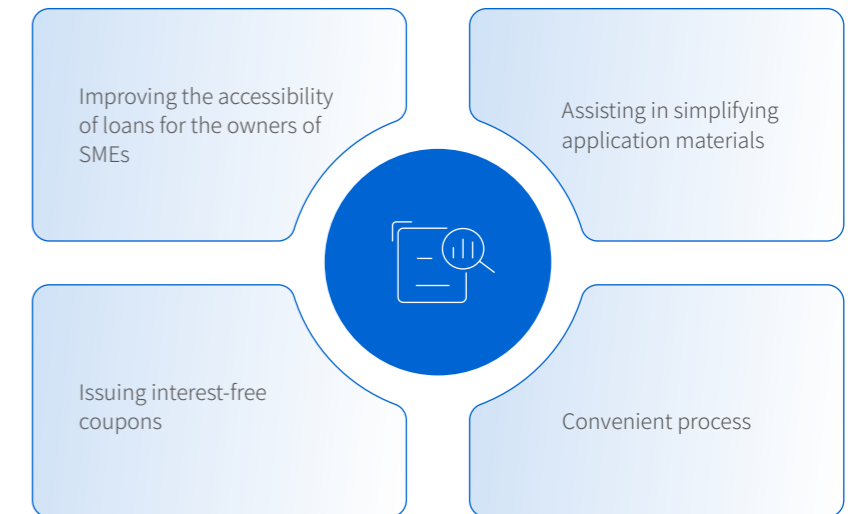 Improving the accessibility
of loans for the owners of
SMEs
Assisting in simplifying
application materials
Issuing interest-free
coupons
Convenient process